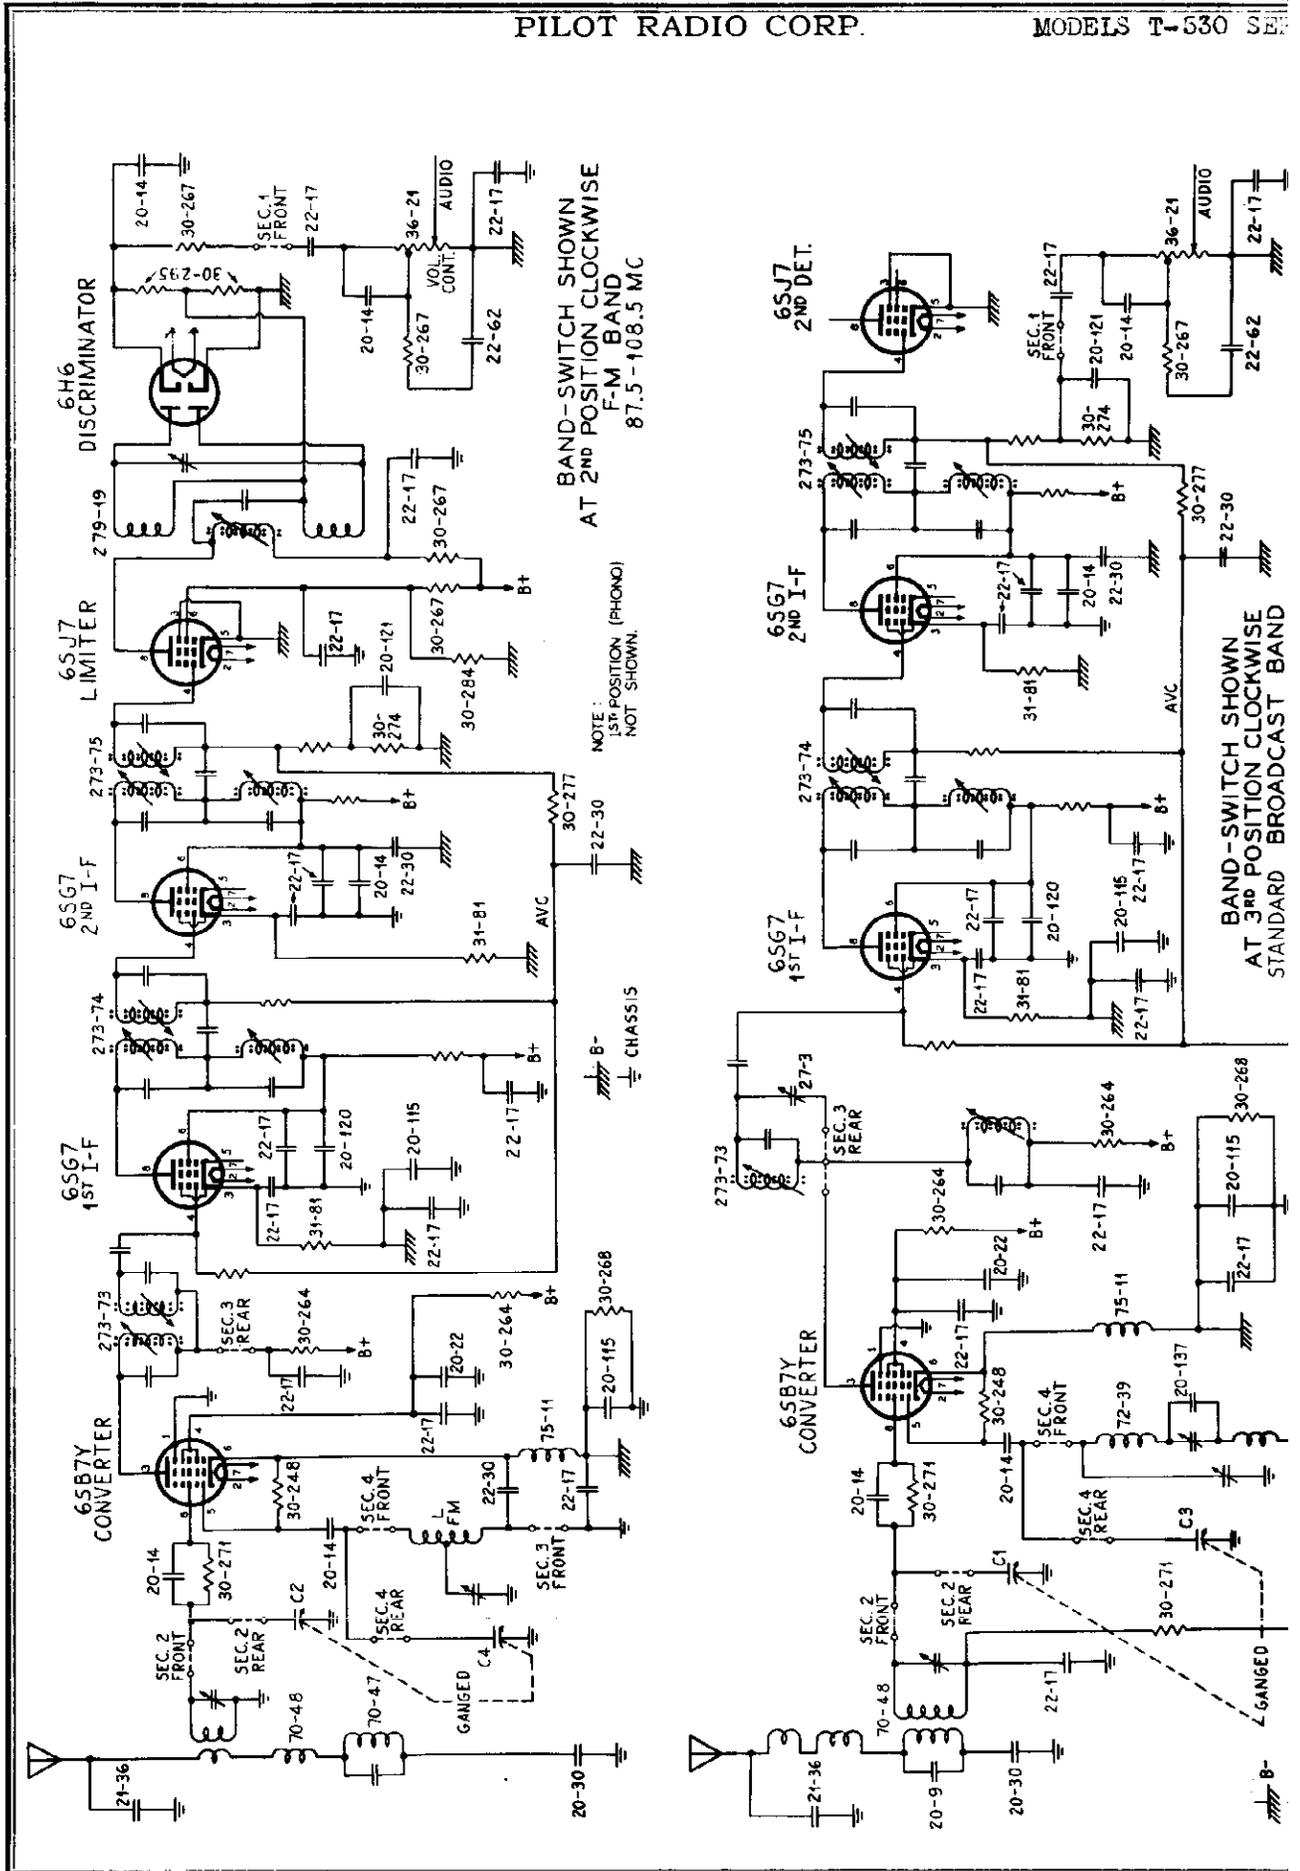 PILOT RADIO CORP.
MODELS T-530 SE
6SB7Y
CONVERTER
6SG7
1ST I-F
6SG7
2ND I-F
6SJ7
LIMITER
6H6
DISCRIMINATOR
273-73
273-74
273-75
279-19
21-36
70-48
70-47
20-30
SEC. 2
FRONT
SEC. 2
REAR
C2
C4
GANGED
20-14
30-271
20-14
SEC. 4
REAR
SEC. 4
FRONT
30-248
L
FM
SEC. 3
FRONT
22-30
22-17
75-11
20-115
30-268
22-17
20-22
30-264
B+
22-17
30-264
B+
SEC. 3
REAR
22-17
31-81
22-17
20-115
22-17
20-120
22-17
B+
B-
CHASSIS
AVC
31-81
22-17
20-14
22-30
B+
30-277
22-30
30-274
20-121
30-284
30-267
22-17
B+
30-267
22-17
NOTE:
1ST POSITION (PHONO)
NOT SHOWN.
30-295
20-14
30-267
SEC. 1
FRONT
22-17
20-14
30-267
36-21
VOL.
CONT.
AUDIO
22-62
22-17
BAND-SWITCH SHOWN
AT 2ND POSITION CLOCKWISE
F-M BAND
87.5-108.5 MC
6SB7Y
CONVERTER
6SG7
1ST I-F
6SG7
2ND I-F
6SJ7
2ND DET.
273-73
273-74
273-75
21-36
20-9
20-30
70-48
22-17
SEC. 2
FRONT
SEC. 2
REAR
C1
C3
GANGED
B-
30-271
20-14
30-271
20-14
SEC. 4
REAR
SEC. 4
FRONT
30-248
72-39
20-137
75-11
22-17
20-22
30-264
B+
22-17
20-115
30-268
22-17
30-264
B+
SEC. 3
REAR
27-3
22-17
31-81
22-17
20-115
22-17
20-120
22-17
B+
AVC
31-81
22-17
20-14
22-30
B+
30-277
22-30
30-274
20-121
SEC. 1
FRONT
22-17
20-14
30-267
36-21
AUDIO
22-62
22-17
BAND-SWITCH SHOWN
AT 3RD POSITION CLOCKWISE
STANDARD BROADCAST BAND